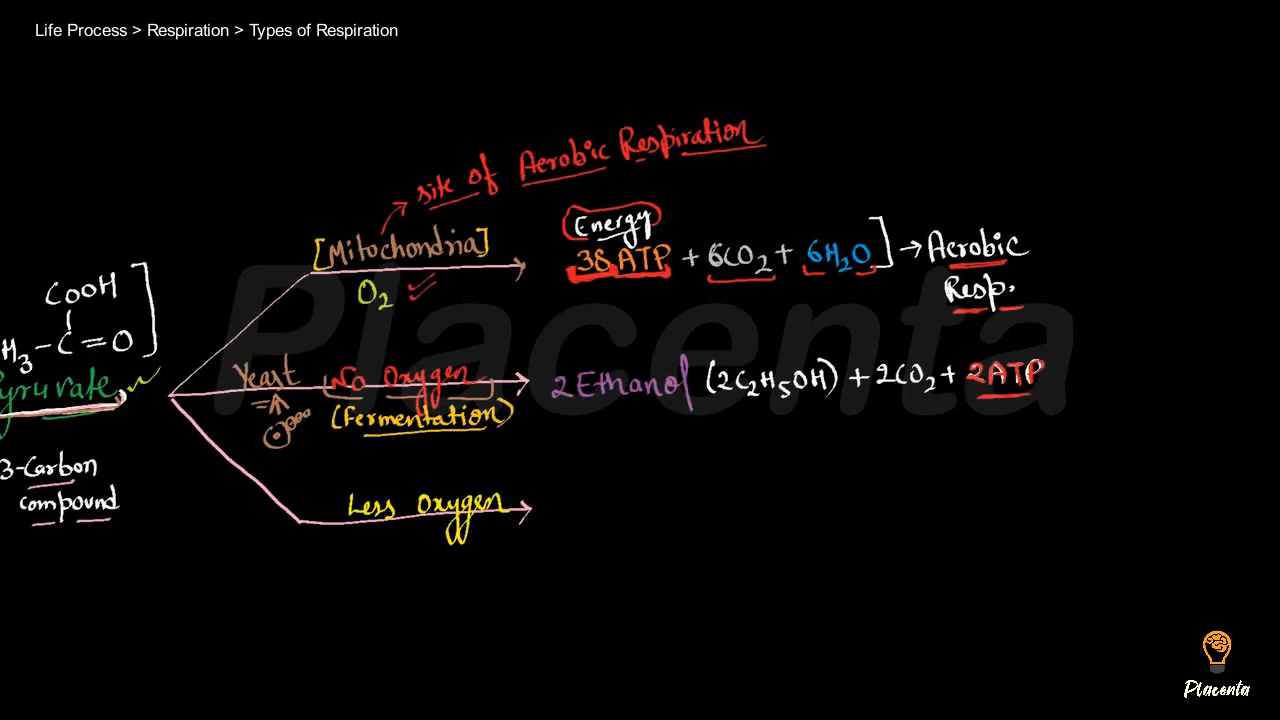 Life Process > Respiration > Types of Respiration
site of Aerobic Respiration
Energy
[Mitochondria]
38 ATP + 6CO2 + 6H2O ] → Aerobic
Resp.
O2
COOH
H3 - C = O
Pyruvate
Yeast
No Oxygen
2 Ethanol (2C2H5OH) + 2CO2 + 2ATP
(Fermentation)
3-Carbon
compound
Less Oxygen
Placenta
Placenta